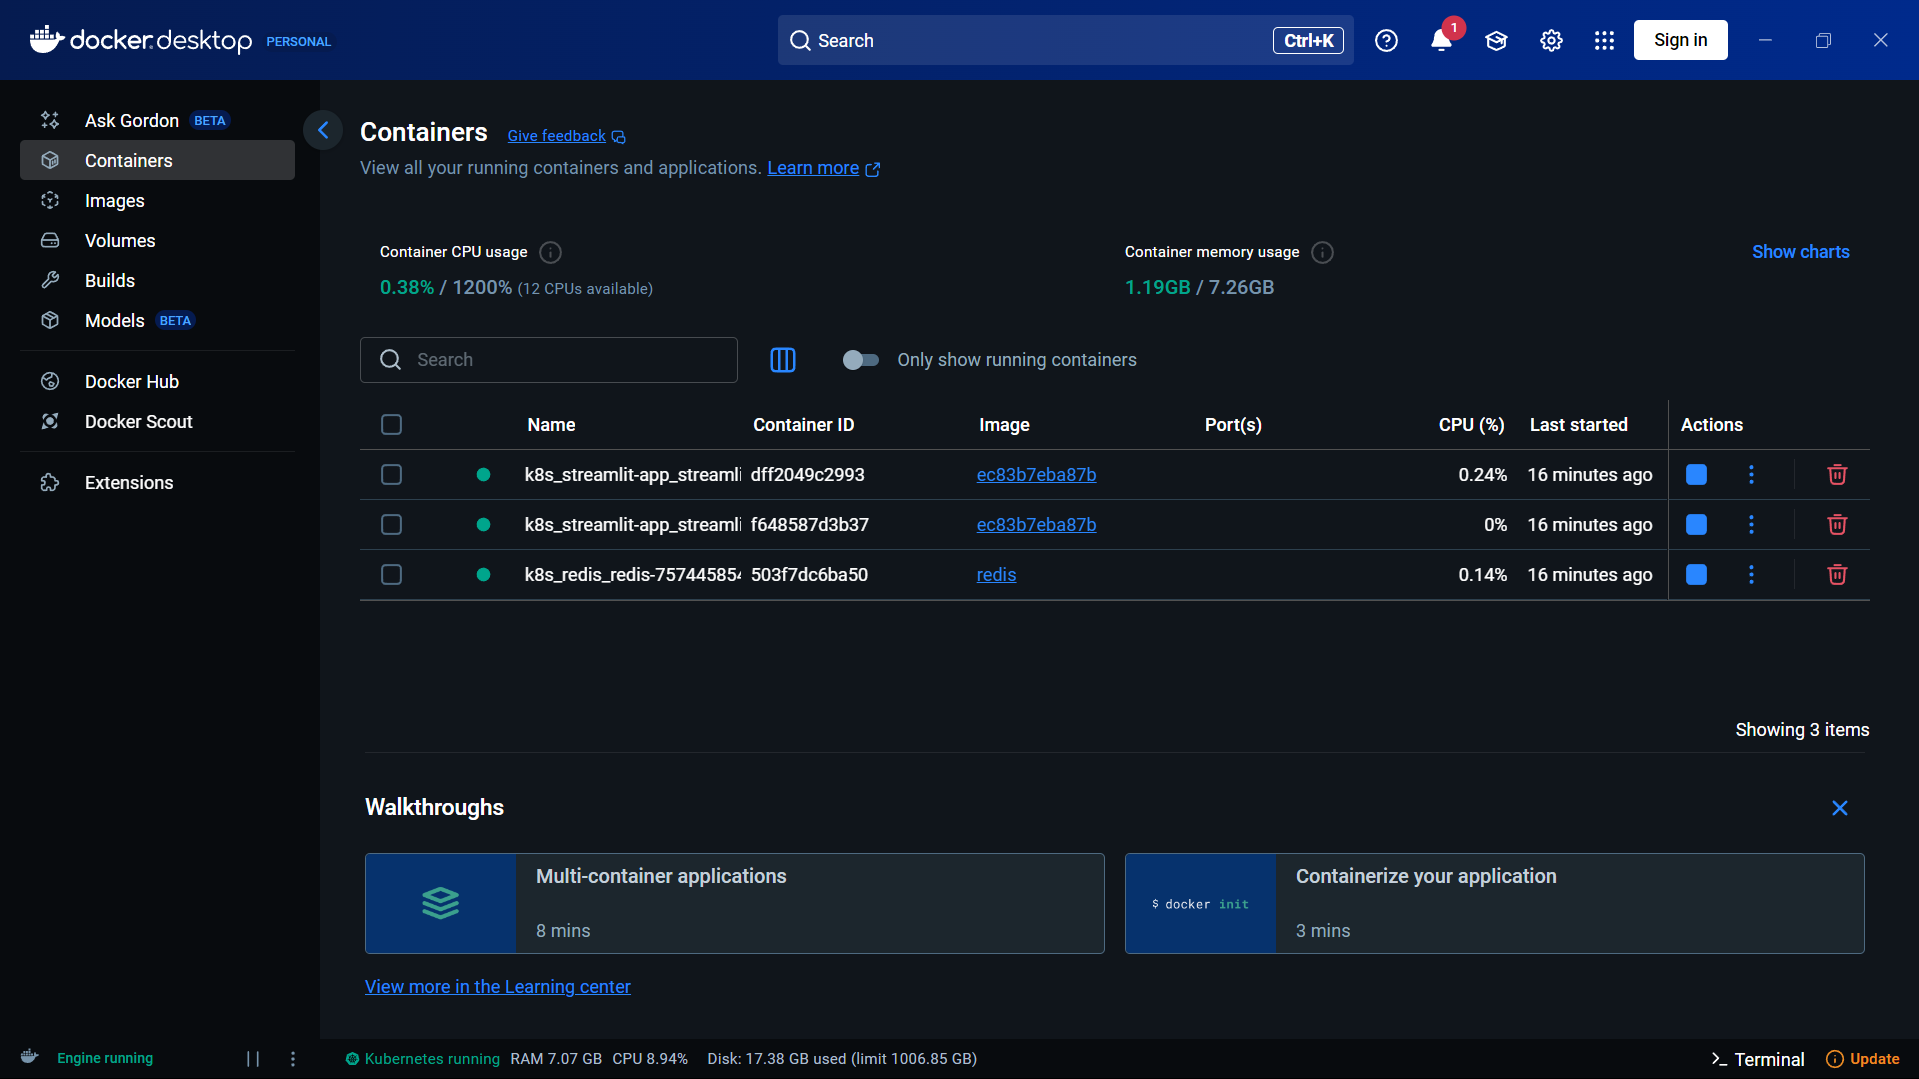 docker.desktop PERSONAL
Search Ctrl+K
1
Sign in
Ask Gordon BETA
Containers
Images
Volumes
Builds
Models BETA
Docker Hub
Docker Scout
Extensions
Containers Give feedback
View all your running containers and applications. Learn more
Container CPU usage
0.38% / 1200% (12 CPUs available)
Container memory usage
1.19GB / 7.26GB
Show charts
Search
Only show running containers
Name Container ID Image Port(s) CPU (%) Last started Actions
k8s_streamlit-app_streamli dff2049c2993 ec83b7eba87b 0.24% 16 minutes ago
k8s_streamlit-app_streamli f648587d3b37 ec83b7eba87b 0% 16 minutes ago
k8s_redis_redis-757445854 503f7dc6ba50 redis 0.14% 16 minutes ago
Showing 3 items
Walkthroughs
Multi-container applications
8 mins
$ docker init
Containerize your application
3 mins
View more in the Learning center
Engine running
Kubernetes running RAM 7.07 GB CPU 8.94% Disk: 17.38 GB used (limit 1006.85 GB)
Terminal
Update